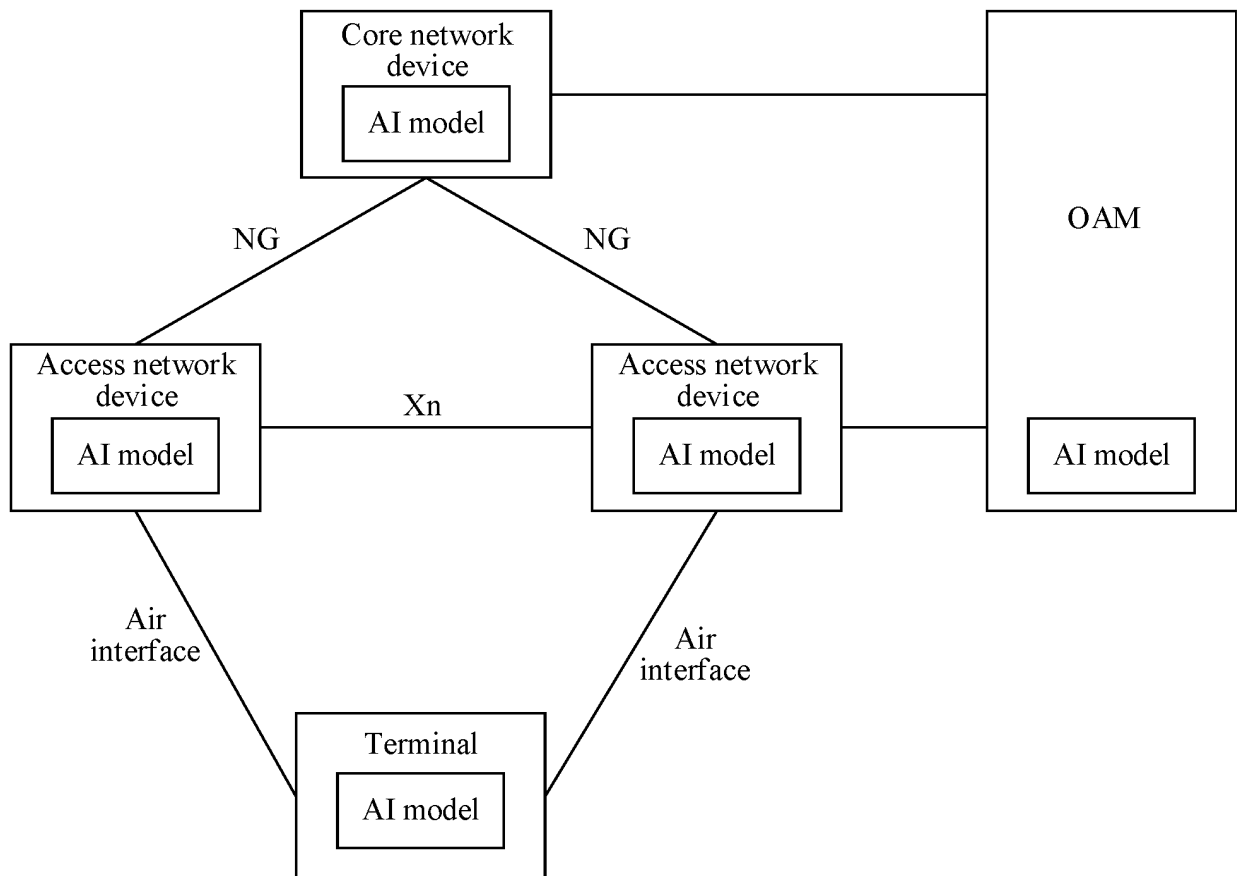 Core network
device
AI model
OAM
NG
NG
Access network
device
AI model
Xn
Access network
device
AI model
AI model
Air
interface
Air
interface
Terminal
AI model